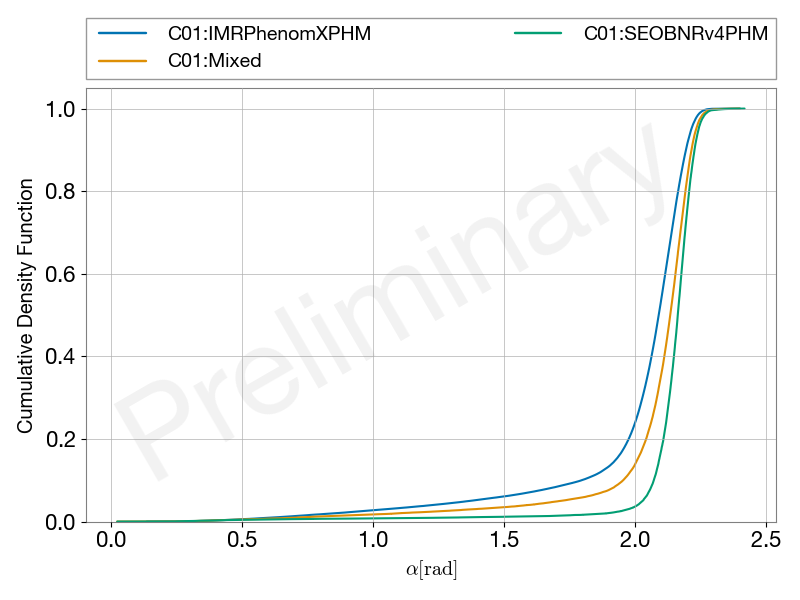 C01:IMRPhenomXPHM
C01:SEOBNRv4PHM
C01:Mixed
1.0
0.8
0.6
0.4
0.2
0.0
Cumulative Density Function
Preliminary
0.0 0.5 1.0 1.5 2.0 2.5
α[rad]